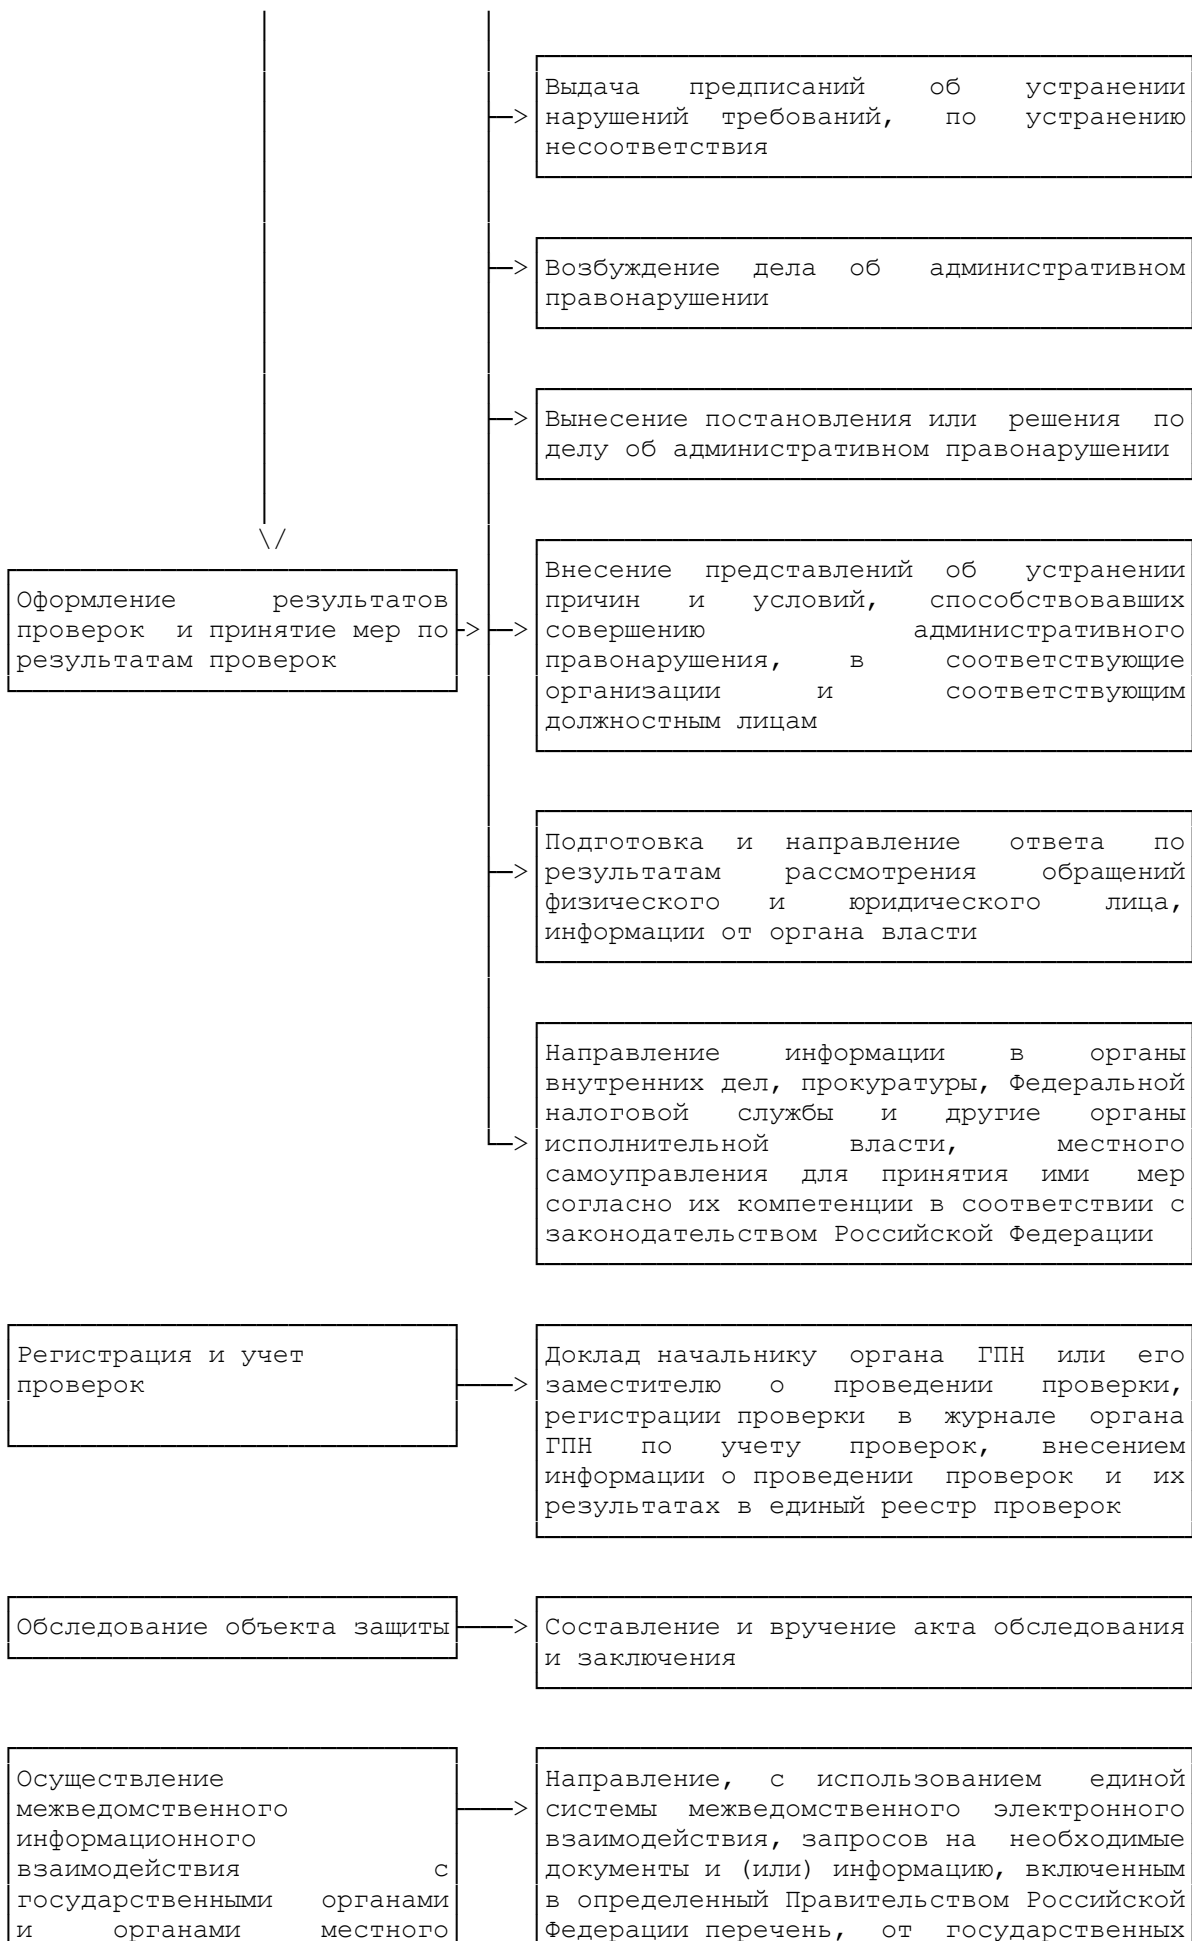 Выдача предписаний об устранении
нарушений требований, по устранению
несоответствия
Возбуждение дела об административном
правонарушении
Вынесение постановления или решения по
делу об административном правонарушении
Оформление результатов
проверок и принятие мер по
результатам проверок
Внесение представлений об устранении
причин и условий, способствовавших
совершению административного
правонарушения, в соответствующие
организации и соответствующим
должностным лицам
Подготовка и направление ответа по
результатам рассмотрения обращений
физического и юридического лица,
информации от органа власти
Направление информации в органы
внутренних дел, прокуратуры, Федеральной
налоговой службы и другие органы
исполнительной власти, местного
самоуправления для принятия ими мер
согласно их компетенции в соответствии с
законодательством Российской Федерации
Регистрация и учет
проверок
Доклад начальнику органа ГПН или его
заместителю о проведении проверки,
регистрации проверки в журнале органа
ГПН по учету проверок, внесением
информации о проведении проверок и их
результатах в единый реестр проверок
Обследование объекта защиты
Составление и вручение акта обследования
и заключения
Осуществление
межведомственного
информационного
взаимодействия с
государственными органами
и органами местного
Направление, с использованием единой
системы межведомственного электронного
взаимодействия, запросов на необходимые
документы и (или) информацию, включенным
в определенный Правительством Российской
Федерации перечень, от государственных